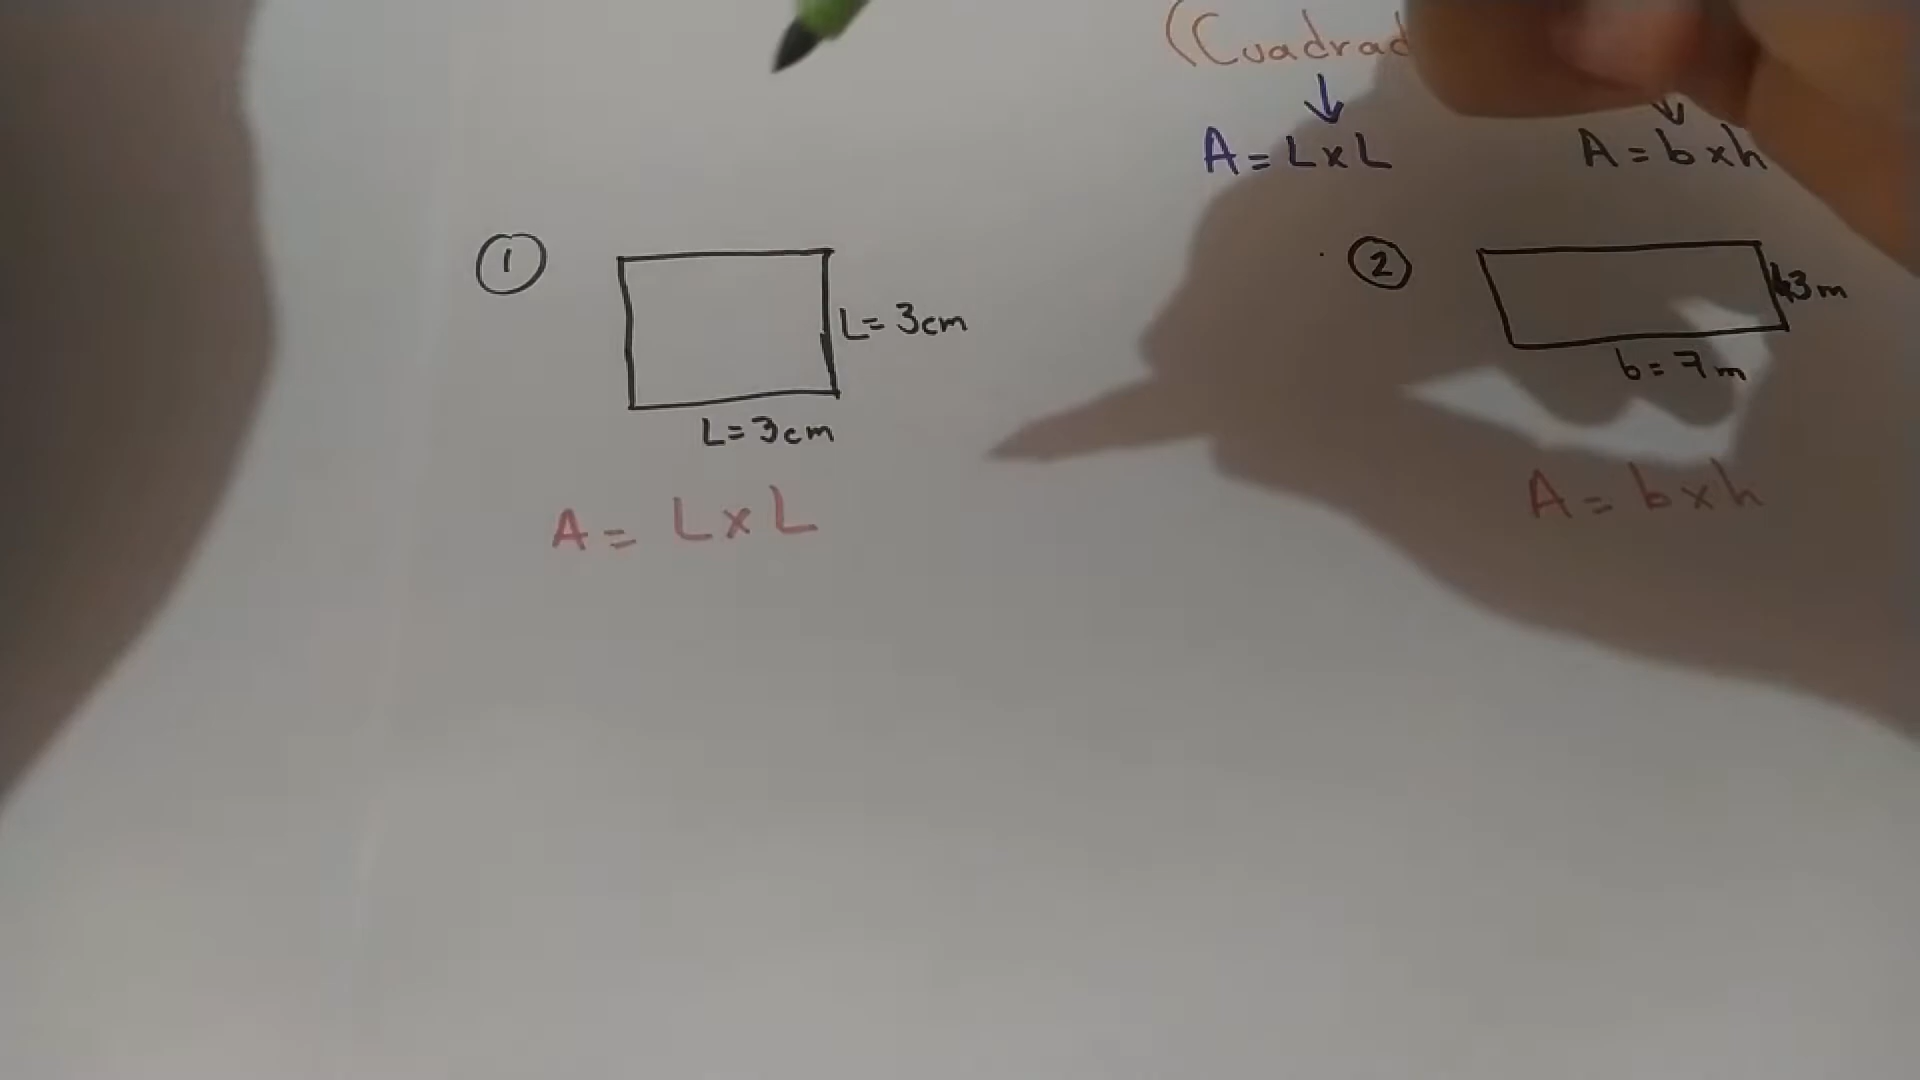 (Cuadrad
A = L x L
A = b x h
1
L = 3cm
L = 3cm
A = L x L
2
3m
b = 7m
A = b x h